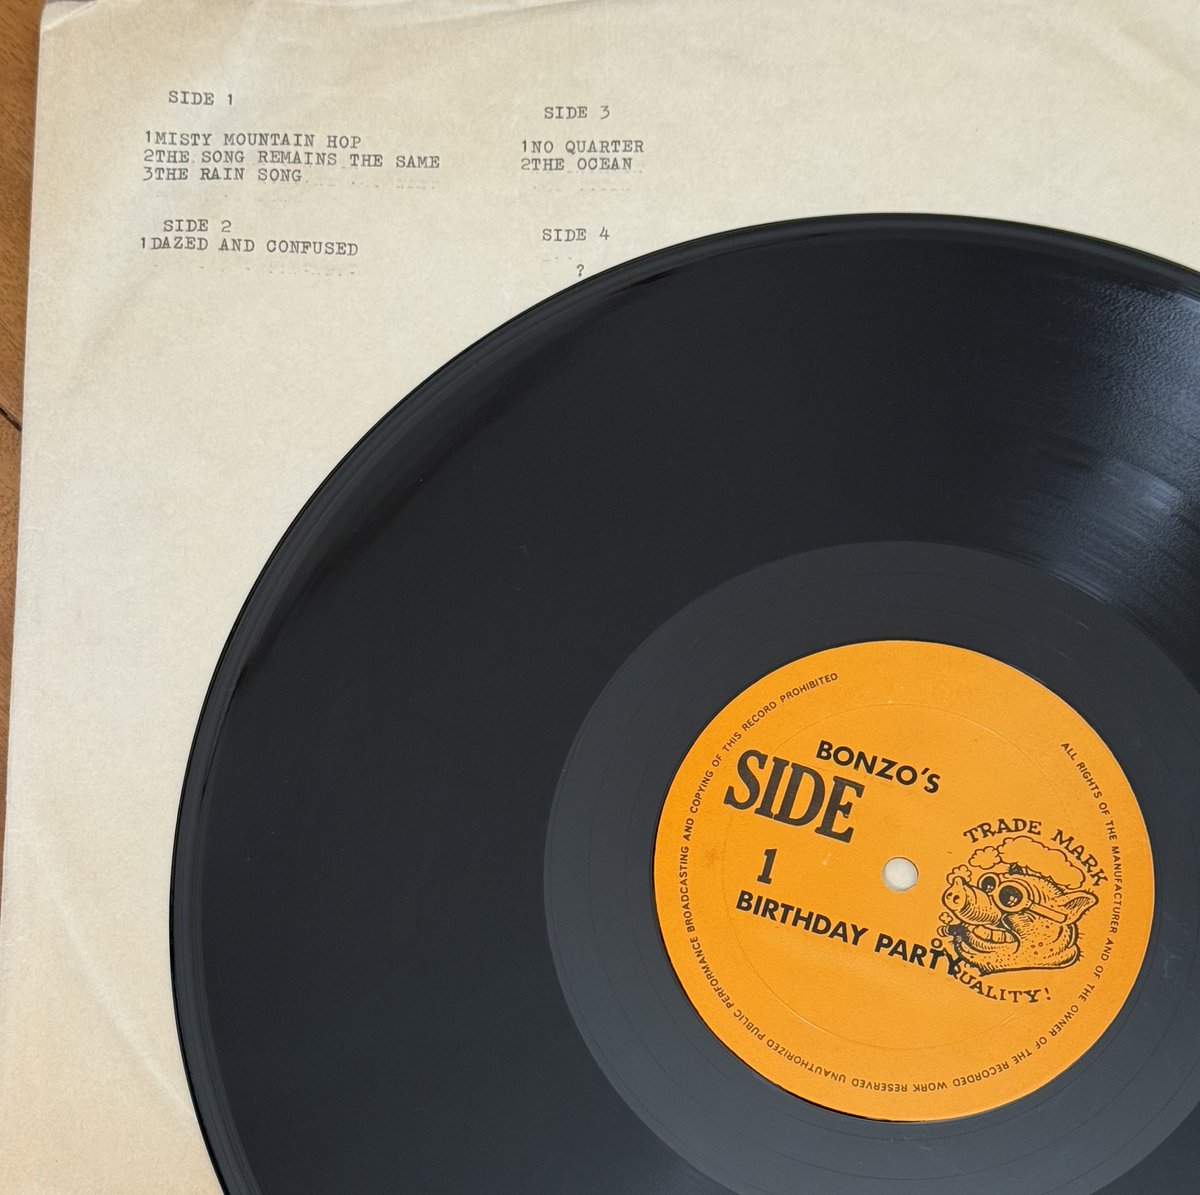 SIDE 1
1MISTY MOUNTAIN HOP
2THE SONG REMAINS THE SAME
3THE RAIN SONG
SIDE 2
1DAZED AND CONFUSED
SIDE 3
1NO QUARTER
2THE OCEAN
SIDE 4
?
BONZO'S
SIDE
1
BIRTHDAY PARTY
TRADE MARK
OF QUALITY!
ALL RIGHTS OF THE MANUFACTURER AND OF THE OWNER OF THE RECORDED WORK RESERVED UNAUTHORIZED PUBLIC PERFORMANCE BROADCASTING AND COPYING OF THIS RECORD PROHIBITED